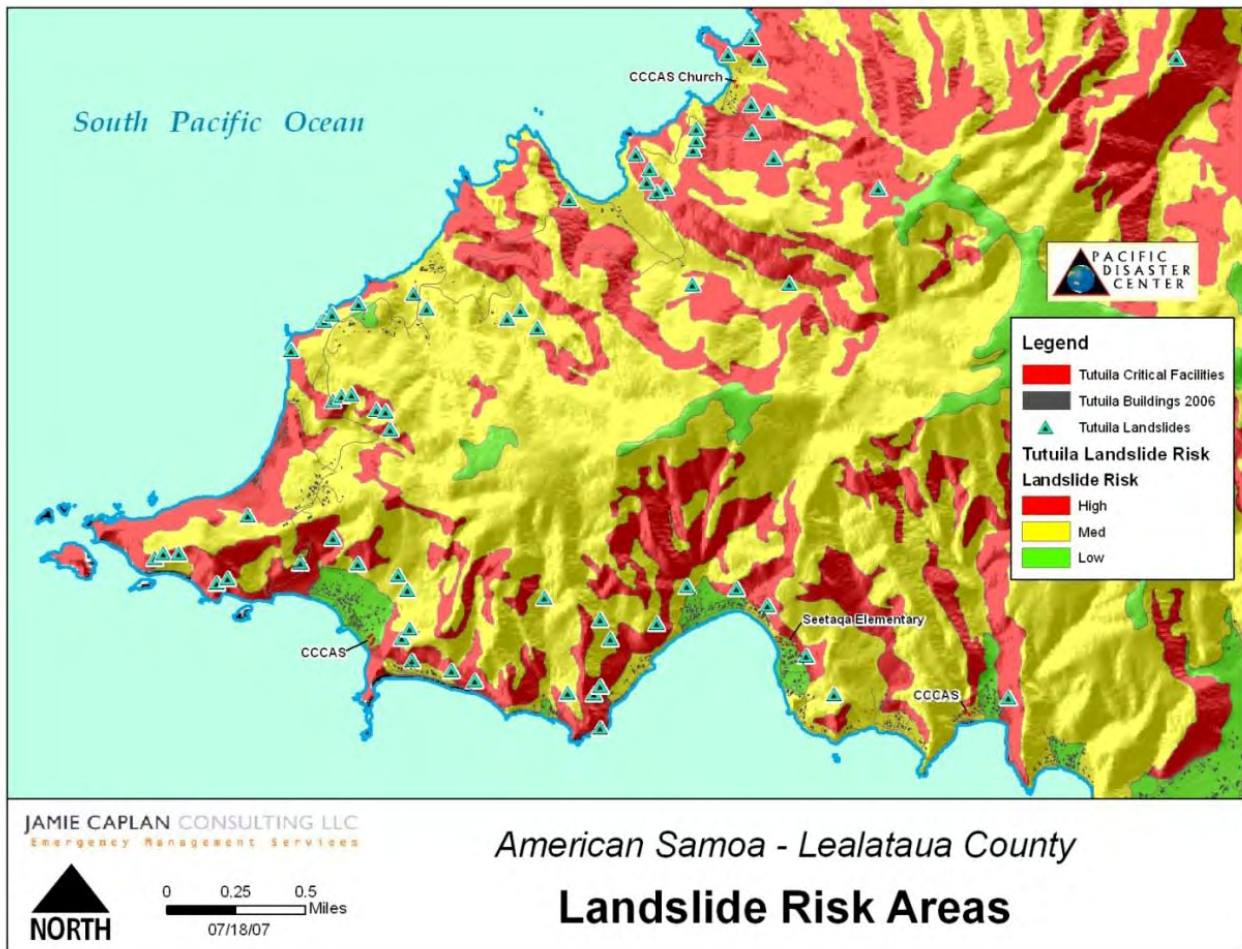 CCCAS Church
South Pacific Ocean
PACIFIC
DISASTER
CENTER
Legend
Tutuila Critical Facilities
Tutuila Buildings 2006
Tutuila Landslides
Tutuila Landslide Risk
Landslide Risk
High
Med
Low
Seetaqa Elementary
CCCAS
CCCAS
JAMIE CAPLAN CONSULTING LLC
Emergency Management Services
NORTH
0 0.25 0.5
Miles
07/18/07
American Samoa - Lealataua County
Landslide Risk Areas